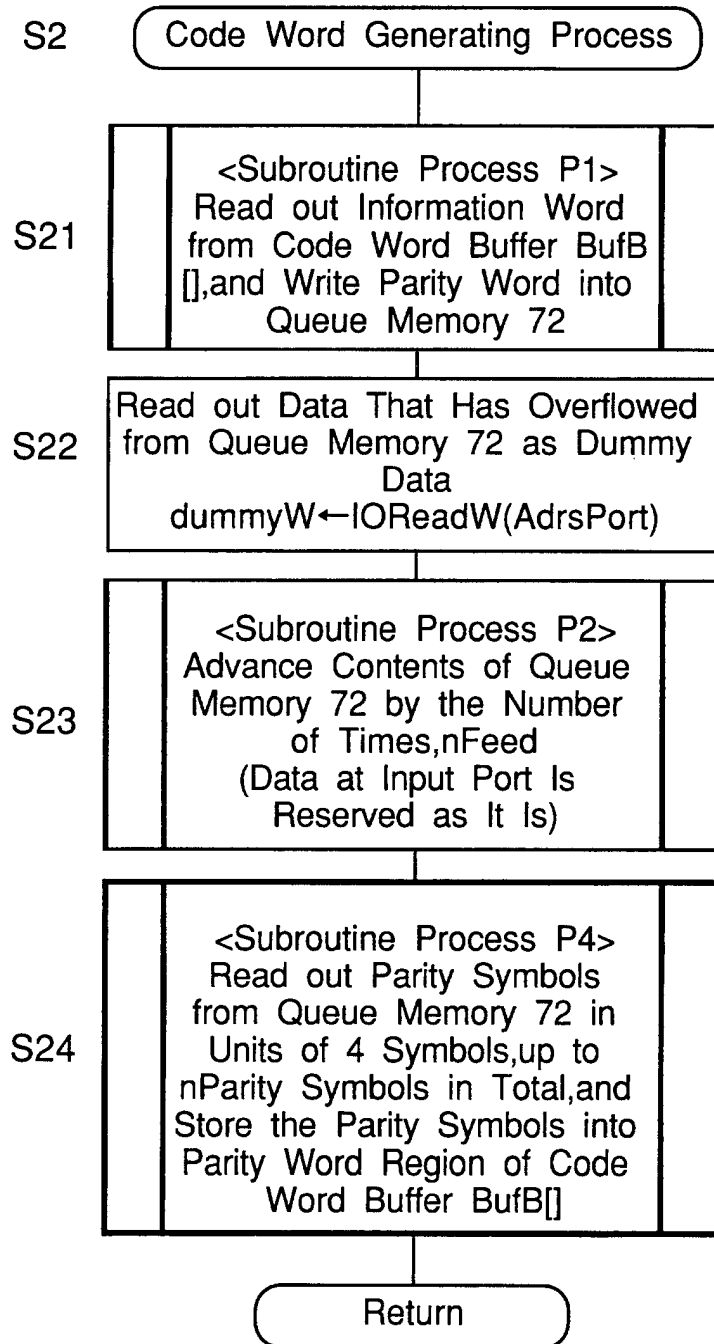 S2
Code Word Generating Process
S21
<Subroutine Process P1>
Read out Information Word
from Code Word Buffer BufB
[],and Write Parity Word into
Queue Memory 72
S22
Read out Data That Has Overflowed
from Queue Memory 72 as Dummy
Data
dummyW←IOReadW(AdrsPort)
S23
<Subroutine Process P2>
Advance Contents of Queue
Memory 72 by the Number
of Times,nFeed
(Data at Input Port Is
Reserved as It Is)
S24
<Subroutine Process P4>
Read out Parity Symbols
from Queue Memory 72 in
Units of 4 Symbols,up to
nParity Symbols in Total,and
Store the Parity Symbols into
Parity Word Region of Code
Word Buffer BufB[]
Return